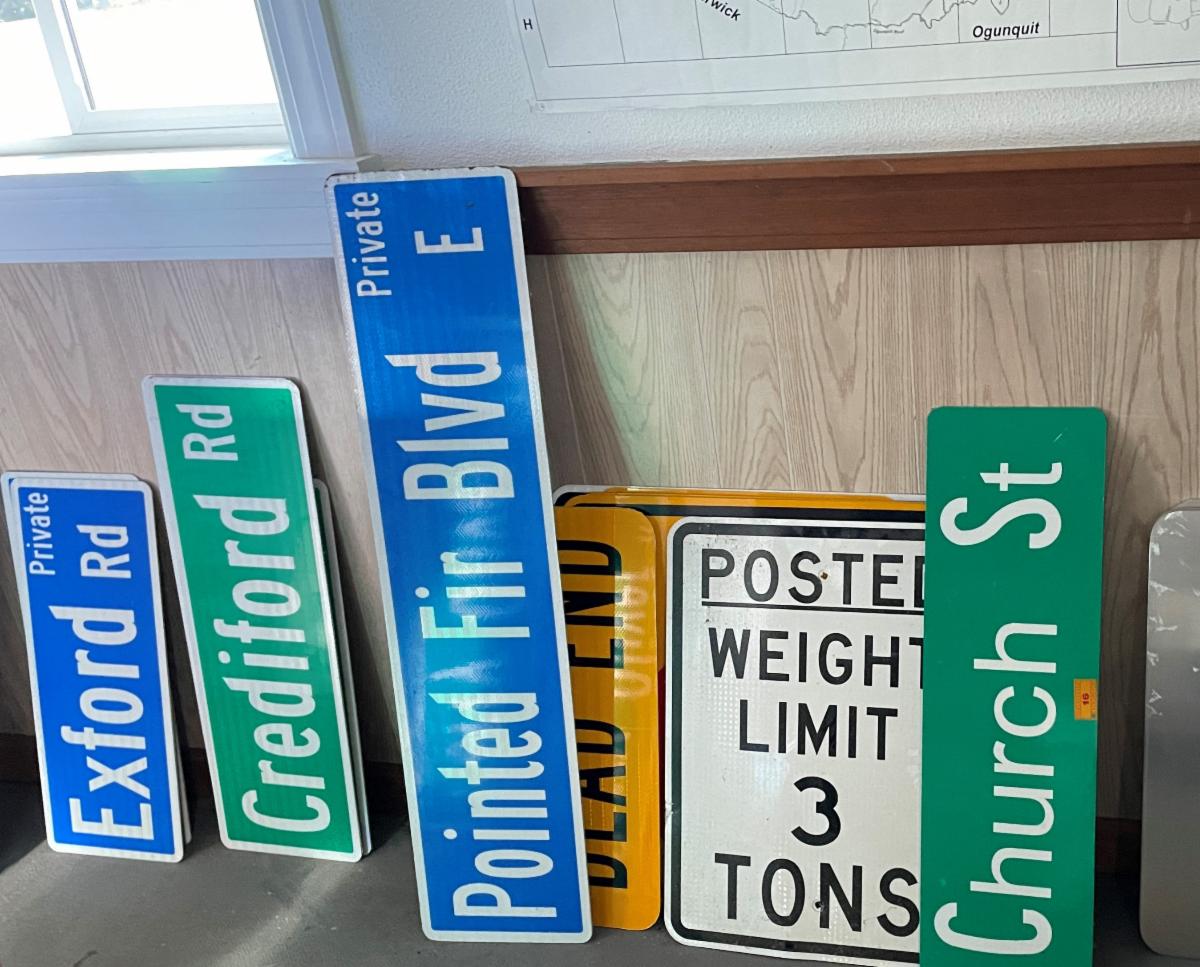 H
Ogunquit
Private
Exford Rd
Crediford Rd
Private
Pointed Fir Blvd E
DEAD END
POSTED
WEIGHT
LIMIT
3
TONS
Church St
16